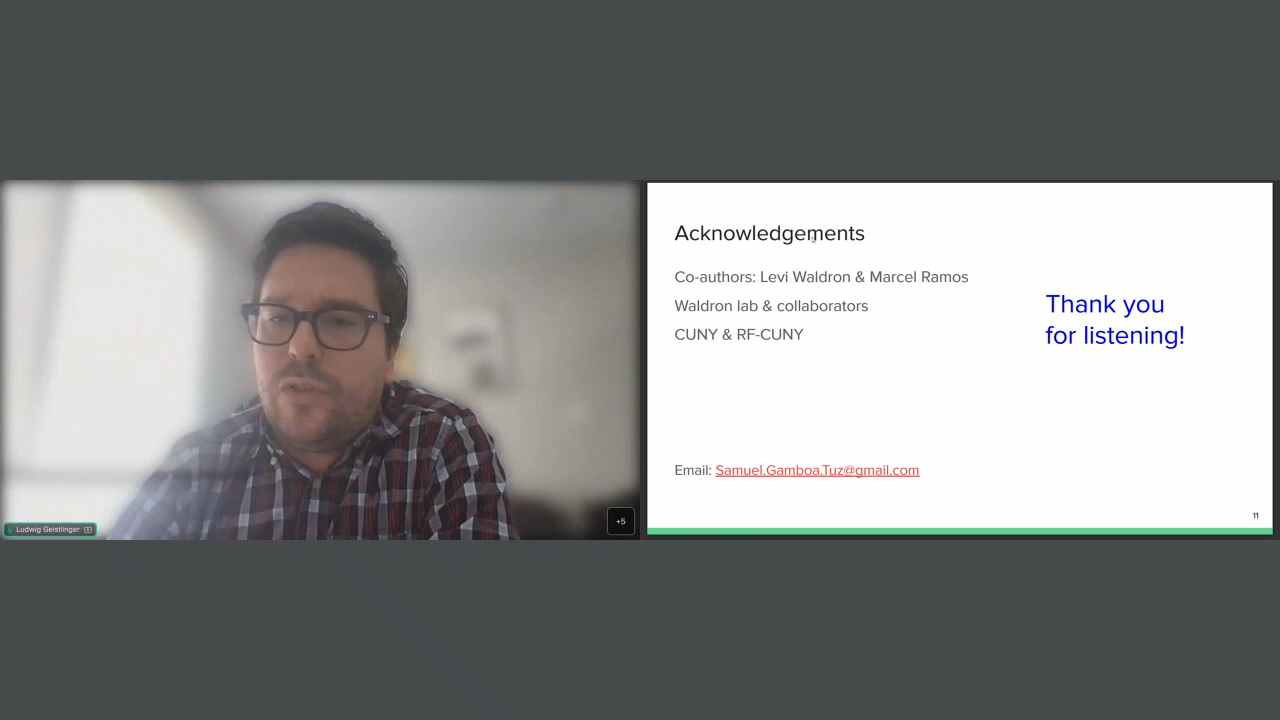 Acknowledgements
Co-authors: Levi Waldron & Marcel Ramos
Waldron lab & collaborators
CUNY & RF-CUNY
Thank you
for listening!
Email: Samuel.Gamboa.Tuz@gmail.com
11
Ludwig Geistlinger
+5